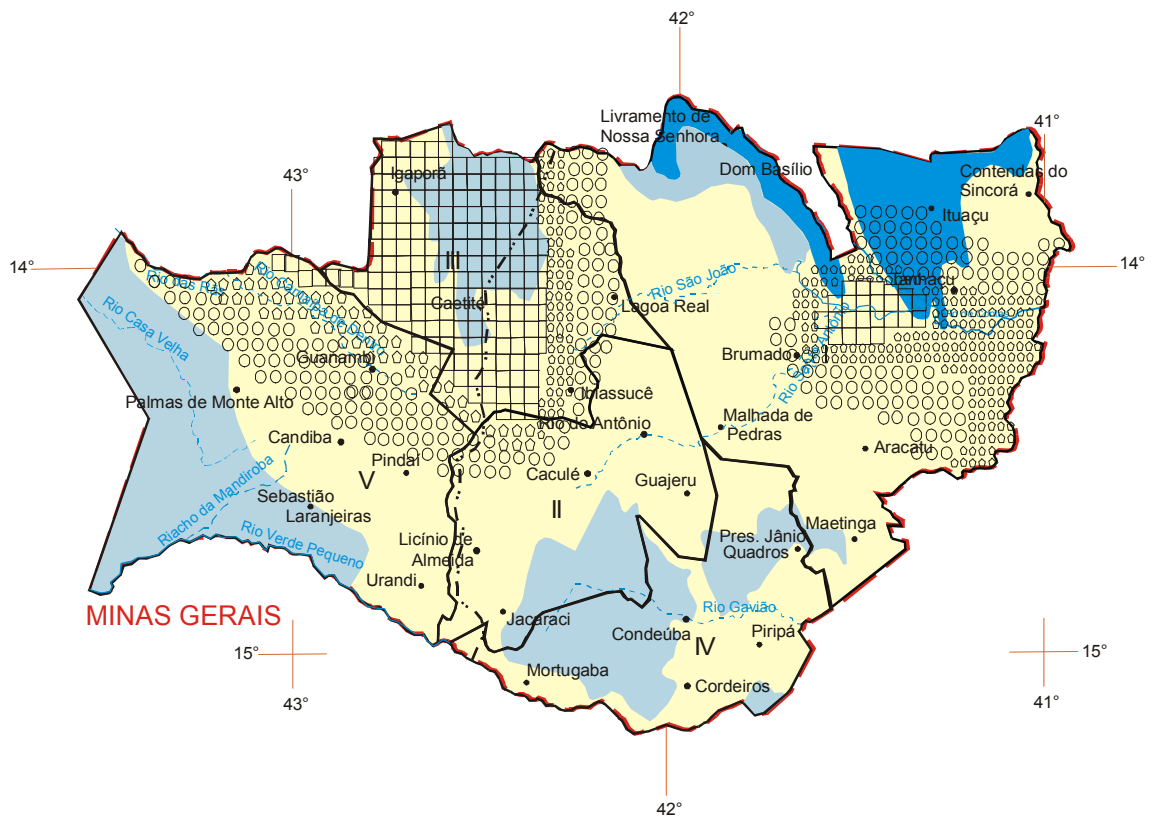 42°
Livramento de
Nossa Senhora
41°
Dom Basílio
Contendas do
Sincorá
Igaporã
43°
Ituaçu
14°
III
Rio São João
14°
Rio das Rãs
Rio Casa Velha
Caetité
Lagoa Real
Guanambi
Brumado
Palmas de Monte Alto
Ibiassucê
Rio do Antônio
Malhada de
Pedras
Candiba
Aracatu
Pindaí
Caculé
Guajeru
V
Riacho da Mandiroba
Sebastião
Laranjeiras
II
Maetinga
Rio Verde Pequeno
Licínio de
Almeida
Pres. Jânio
Quadros
Urandi
MINAS GERAIS
Jacaraci
Rio Gavião
Condeúba
Piripá
IV
15°
15°
Mortugaba
Cordeiros
43°
41°
42°